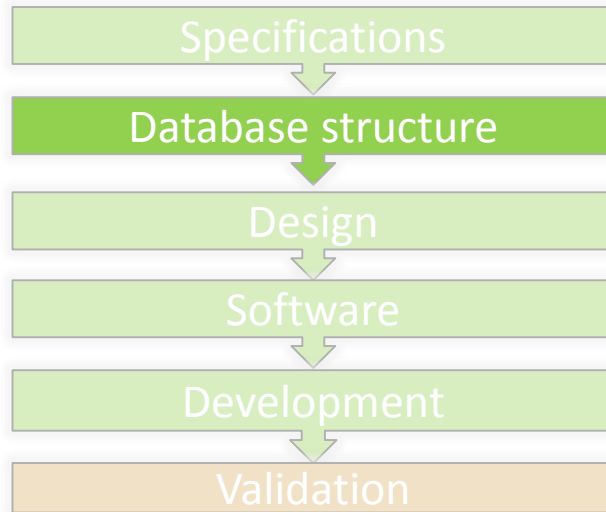 Specifications
Database structure
Design
Software
Development
Validation